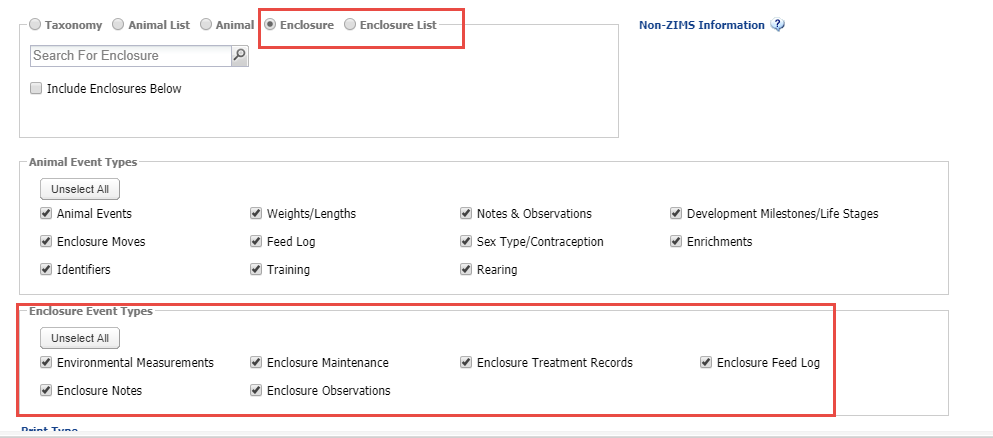 Taxonomy Animal List Animal Enclosure Enclosure List Non-ZIMS Information
Search For Enclosure
Include Enclosures Below
Animal Event Types
Unselect All
Animal Events Weights/Lengths Notes & Observations Development Milestones/Life Stages
Enclosure Moves Feed Log Sex Type/Contraception Enrichments
Identifiers Training Rearing
Enclosure Event Types
Unselect All
Environmental Measurements Enclosure Maintenance Enclosure Treatment Records Enclosure Feed Log
Enclosure Notes Enclosure Observations
Print Type